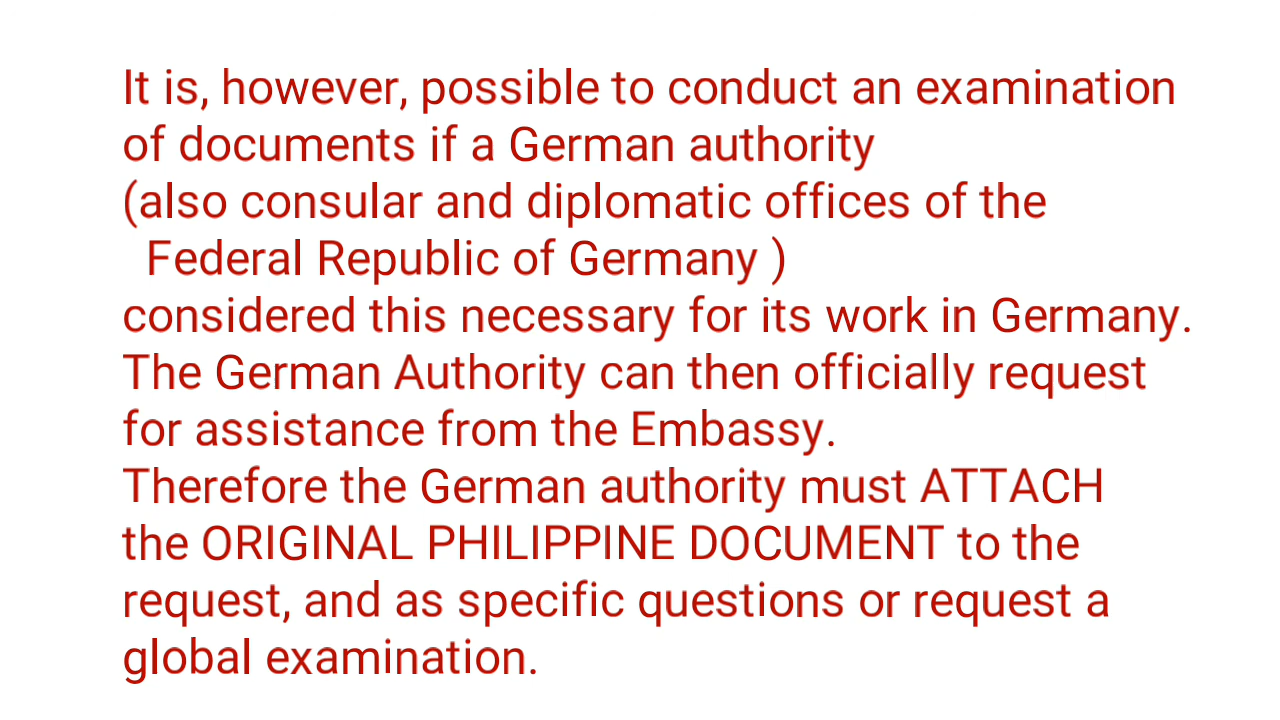 It is, however, possible to conduct an examination
of documents if a German authority
(also consular and diplomatic offices of the
Federal Republic of Germany )
considered this necessary for its work in Germany.
The German Authority can then officially request
for assistance from the Embassy.
Therefore the German authority must ATTACH
the ORIGINAL PHILIPPINE DOCUMENT to the
request, and as specific questions or request a
global examination.